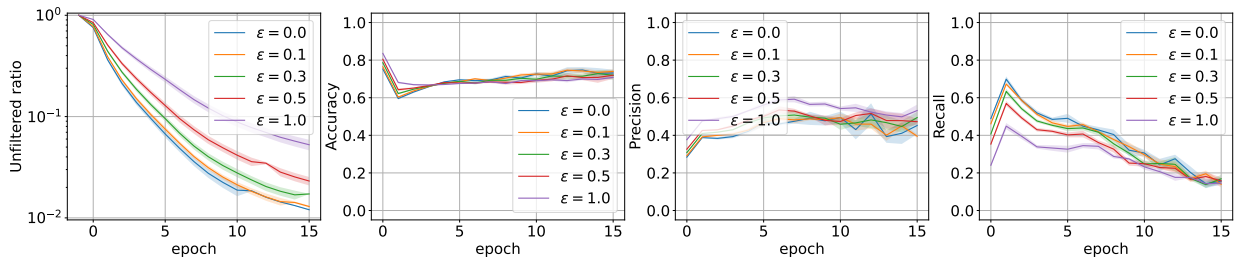 Unfiltered ratio
10⁰
10⁻¹
10⁻²
0
5
10
15
epoch
ε = 0.0
ε = 0.1
ε = 0.3
ε = 0.5
ε = 1.0
Accuracy
1.0
0.8
0.6
0.4
0.2
0.0
0
5
10
15
epoch
ε = 0.0
ε = 0.1
ε = 0.3
ε = 0.5
ε = 1.0
Precision
1.0
0.8
0.6
0.4
0.2
0.0
0
5
10
15
epoch
ε = 0.0
ε = 0.1
ε = 0.3
ε = 0.5
ε = 1.0
Recall
1.0
0.8
0.6
0.4
0.2
0.0
0
5
10
15
epoch
ε = 0.0
ε = 0.1
ε = 0.3
ε = 0.5
ε = 1.0